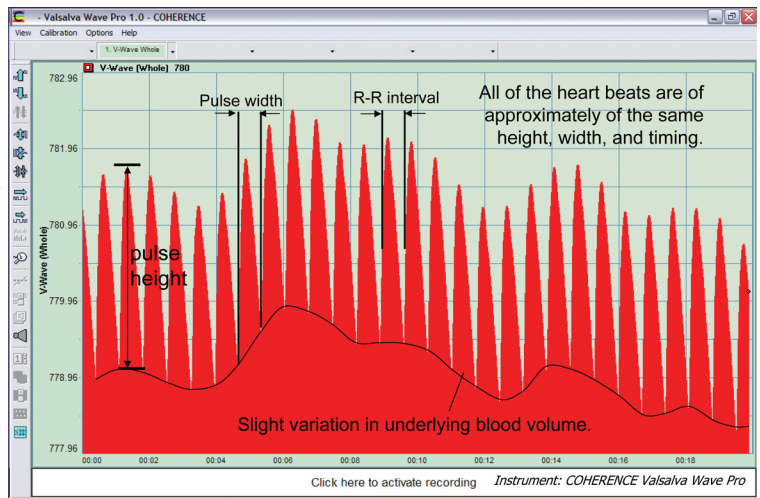 - Valsalva Wave Pro 1.0 - COHERENCE
View Calibration Options Help
1. V-Wave Whole
V-Wave (Whole) 780
782.96
781.96
780.96
779.96
778.96
777.96
V-Wave (Whole)
Pulse width
R-R interval
All of the heart beats are of
approximately of the same
height, width, and timing.
pulse
height
Slight variation in underlying blood volume.
00:00 00:02 00:04 00:06 00:08 00:10 00:12 00:14 00:16 00:18
Click here to activate recording
Instrument: COHERENCE Valsalva Wave Pro